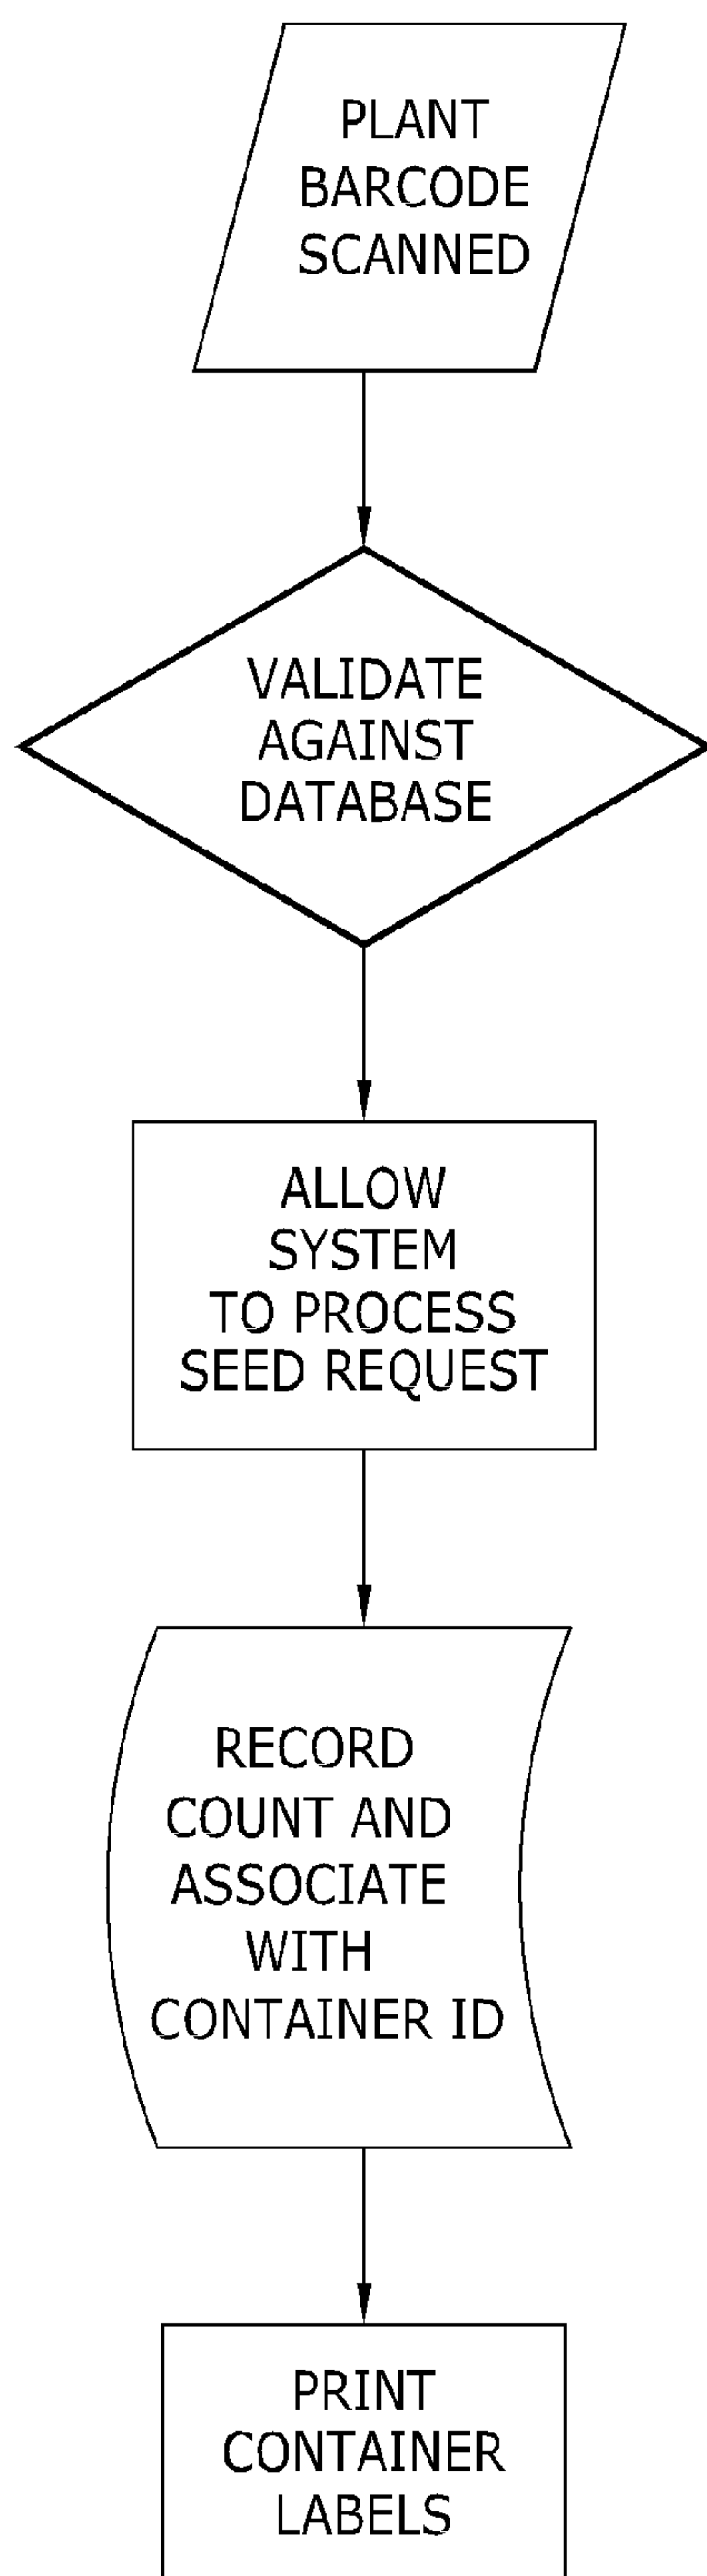 PLANT
BARCODE
SCANNED
VALIDATE
AGAINST
DATABASE
ALLOW
SYSTEM
TO PROCESS
SEED REQUEST
RECORD
COUNT AND
ASSOCIATE
WITH
CONTAINER ID
PRINT
CONTAINER
LABELS